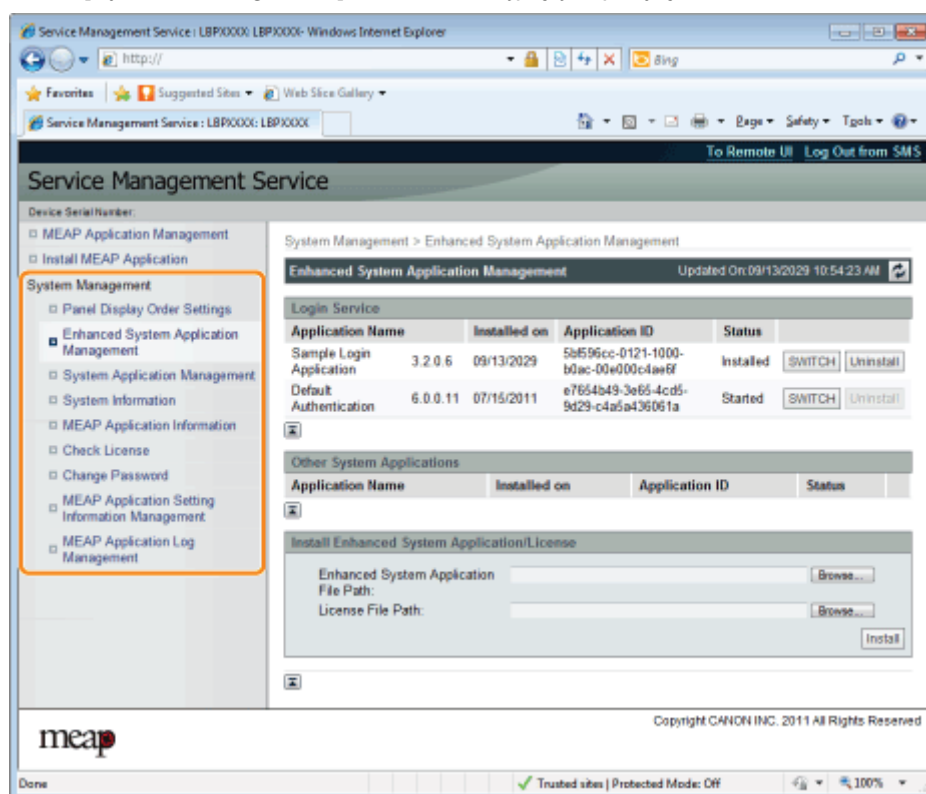 Service Management Service : LBPXXXX: LBPXXXX- Windows Internet Explorer
http://
Bing
Favorites
Suggested Sites
Web Slice Gallery
Service Management Service : LBPXXXX: LBPXXXX
Page
Safety
Tools
To Remote UI Log Out from SMS
Service Management Service
Device Serial Number:
MEAP Application Management
Install MEAP Application
System Management
Panel Display Order Settings
Enhanced System Application
Management
System Application Management
System Information
MEAP Application Information
Check License
Change Password
MEAP Application Setting
Information Management
MEAP Application Log
Management
System Management > Enhanced System Application Management
Enhanced System Application Management Updated On:09/13/2029 10:54:23 AM
Login Service
Application Name Installed on Application ID Status
Sample Login
Application 3.2.0.6 09/13/2029 5bf596cc-0121-1000-
b0ac-00e000c4ae6f Installed SWITCH Uninstall
Default
Authentication 6.0.0.11 07/15/2011 e7654b49-3e65-4cd5-
9d29-c4a5a436061a Started SWITCH Uninstall
Other System Applications
Application Name Installed on Application ID Status
Install Enhanced System Application/License
Enhanced System Application
File Path: Browse...
License File Path: Browse...
Install
Copyright CANON INC. 2011 All Rights Reserved
meap
Done Trusted sites | Protected Mode: Off 100%